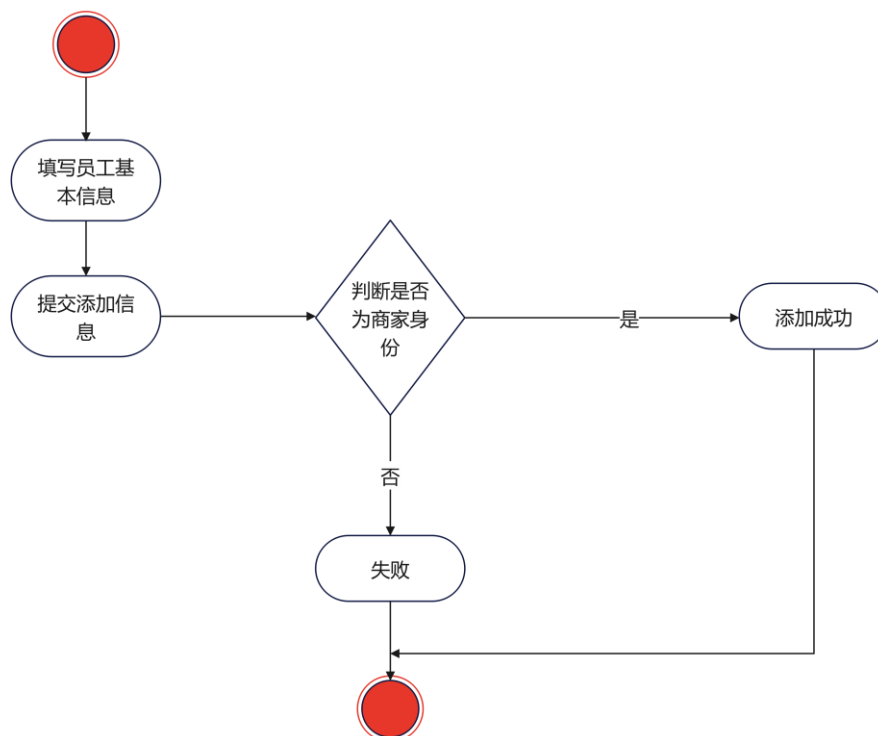 填写员工基
本信息
提交添加信
息
判断是否
为商家身
份
是
添加成功
否
失败